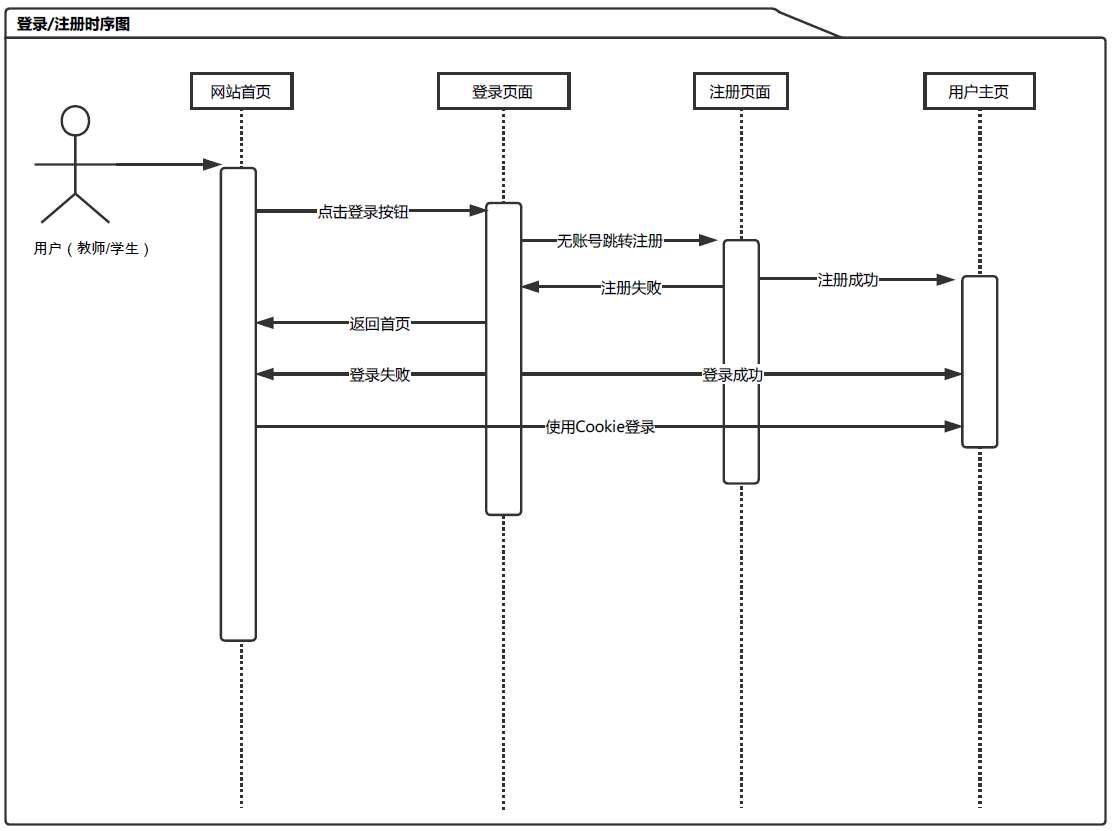 登录/注册时序图
网站首页
登录页面
注册页面
用户主页
用户（教师/学生）
点击登录按钮
无账号跳转注册
注册失败
注册成功
返回首页
登录失败
登录成功
使用Cookie登录